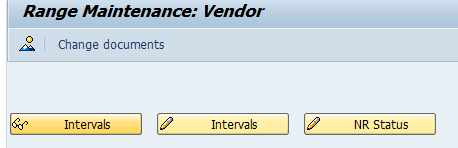 Range Maintenance: Vendor
Change documents
Intervals Intervals NR Status